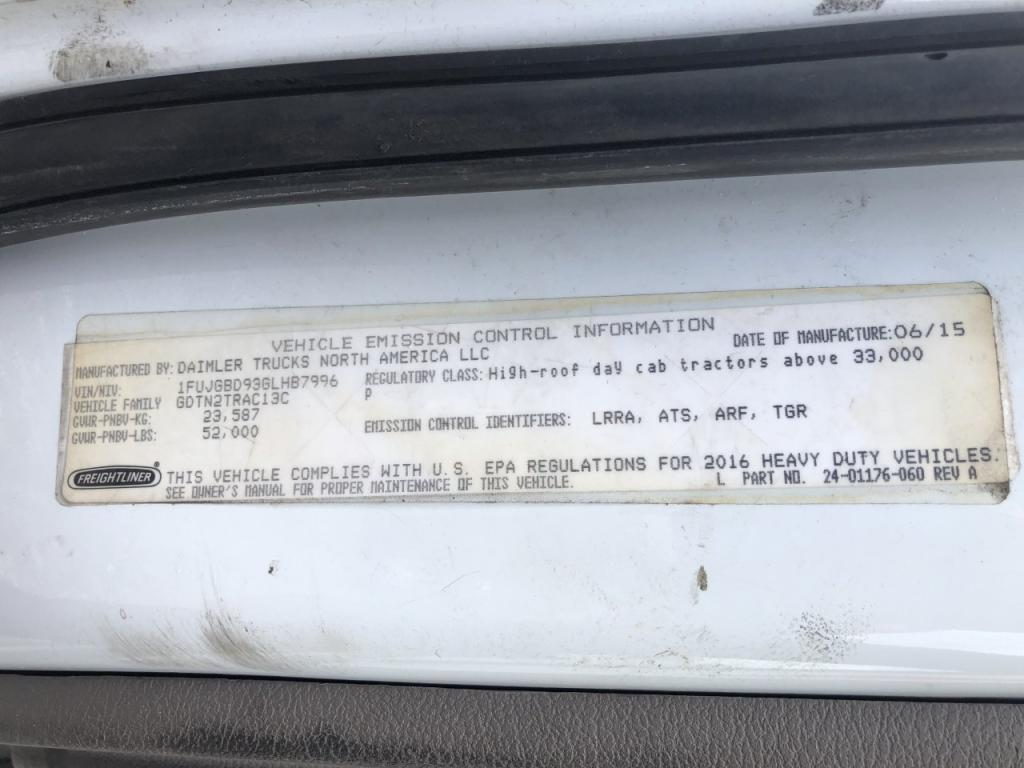 VEHICLE EMISSION CONTROL INFORMATION
DATE OF MANUFACTURE: 06/15
MANUFACTURED BY: DAIMLER TRUCKS NORTH AMERICA LLC
VIN/NIV: 1FUJGBD93GLHB7996
REGULATORY CLASS: High-roof day cab tractors above 33,000
P
VEHICLE FAMILY GDTN2TRAC13C
GVWR-PNBV-KG: 23,587
EMISSION CONTROL IDENTIFIERS: LRRA, ATS, ARF, TGR
GVWR-PNBV-LBS: 52,000
FREIGHTLINER
THIS VEHICLE COMPLIES WITH U.S. EPA REGULATIONS FOR 2016 HEAVY DUTY VEHICLES.
SEE OWNER'S MANUAL FOR PROPER MAINTENANCE OF THIS VEHICLE.
L PART NO. 24-01176-060 REV A